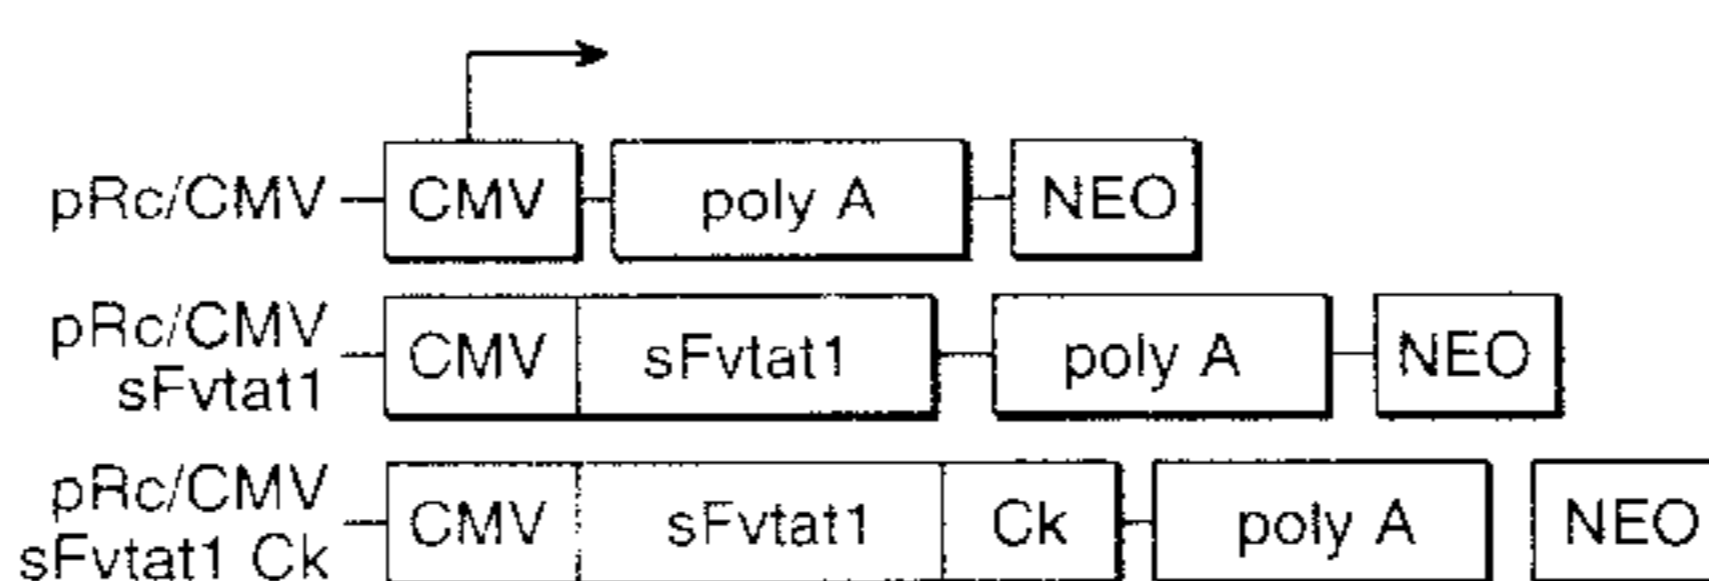 pRc/CMV CMV poly A NEO
pRc/CMV
sFvtat1 CMV sFvtat1 poly A NEO
pRc/CMV
sFvtat1 Ck CMV sFvtat1 Ck poly A NEO